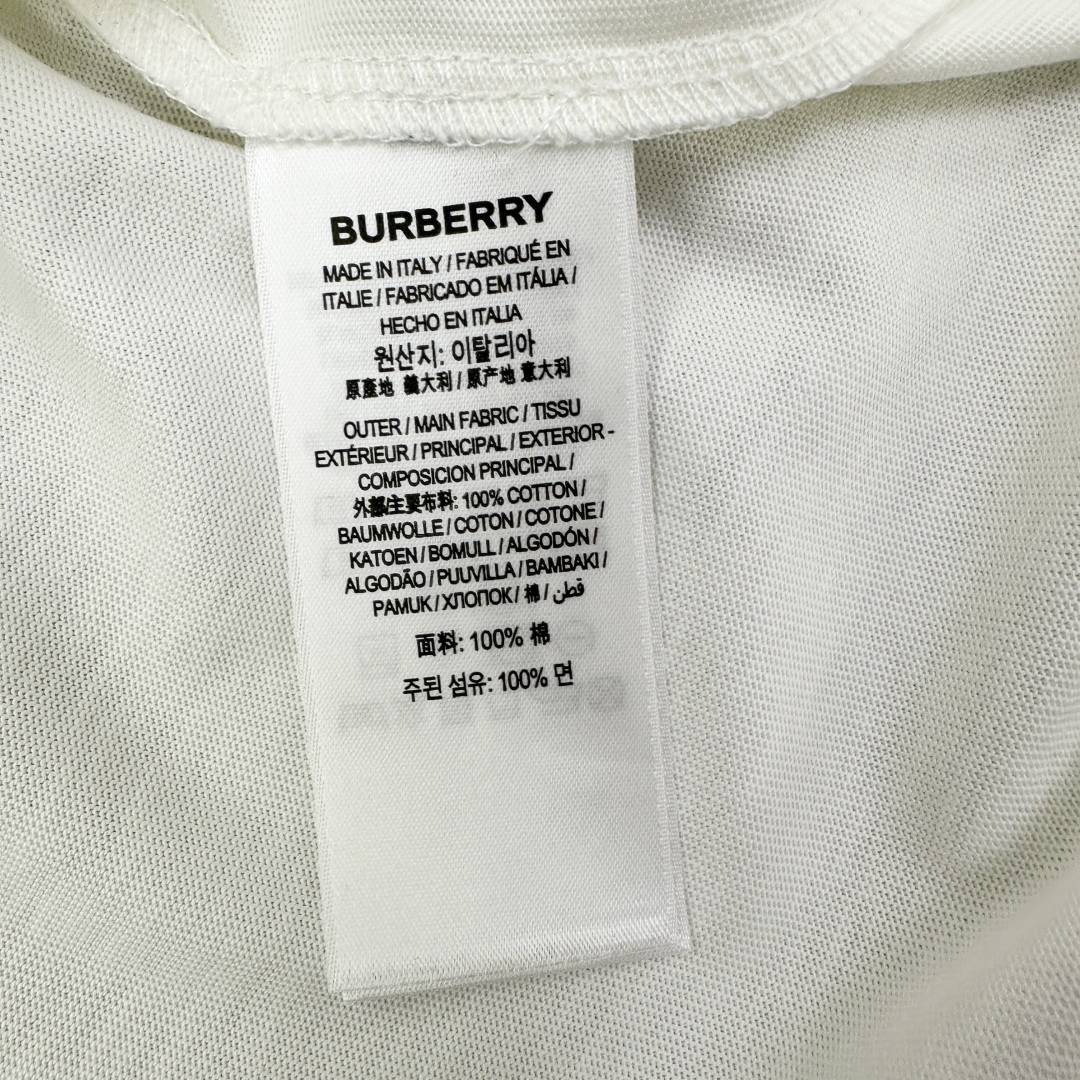 BURBERRY
MADE IN ITALY / FABRIQUÉ EN
ITALIE / FABRICADO EM ITÁLIA /
HECHO EN ITALIA
원산지: 이탈리아
原產地 義大利 / 原产地 意大利
OUTER / MAIN FABRIC / TISSU
EXTÉRIEUR / PRINCIPAL / EXTERIOR -
COMPOSICION PRINCIPAL /
外部/主要布料: 100% COTTON /
BAUMWOLLE / COTON / COTONE /
KATOEN / BOMULL / ALGODÓN /
ALGODÃO / PUUVILLA / BAMBAKI /
PAMUK / ХЛОПОК / 棉 / قطن
面料: 100% 棉
주된 섬유: 100% 면